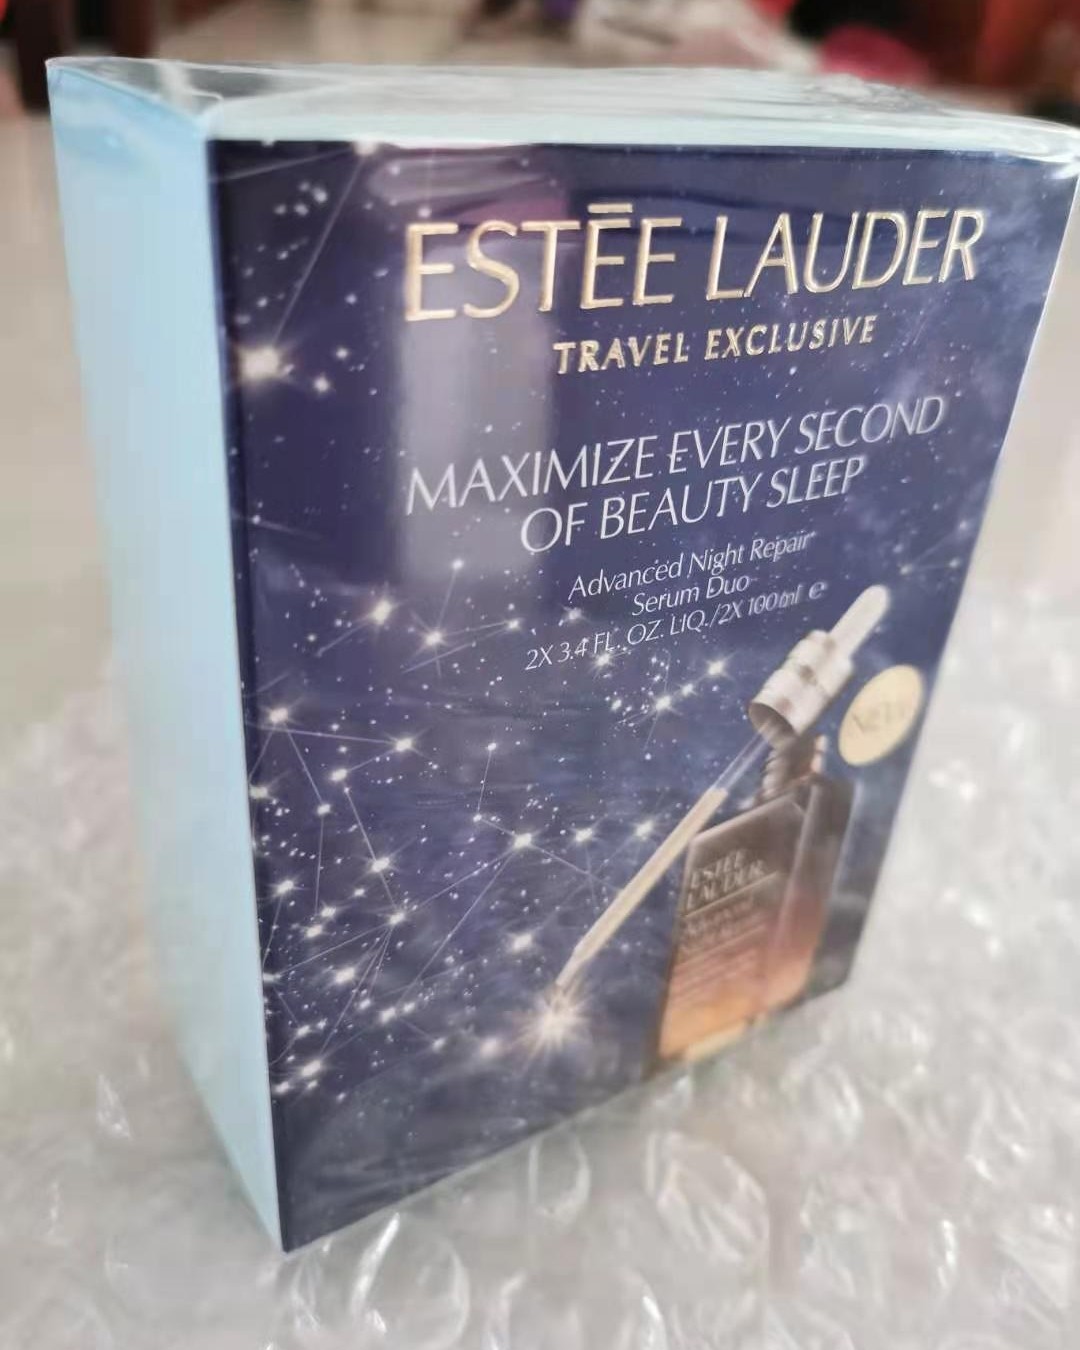 ESTĒE LAUDER
TRAVEL EXCLUSIVE
MAXIMIZE EVERY SECOND
OF BEAUTY SLEEP
Advanced Night Repair
Serum Duo
2X 3.4 FL. OZ. LIQ./2X 100ml ℮
NEW
ESTĒE
LAUDER
Advanced